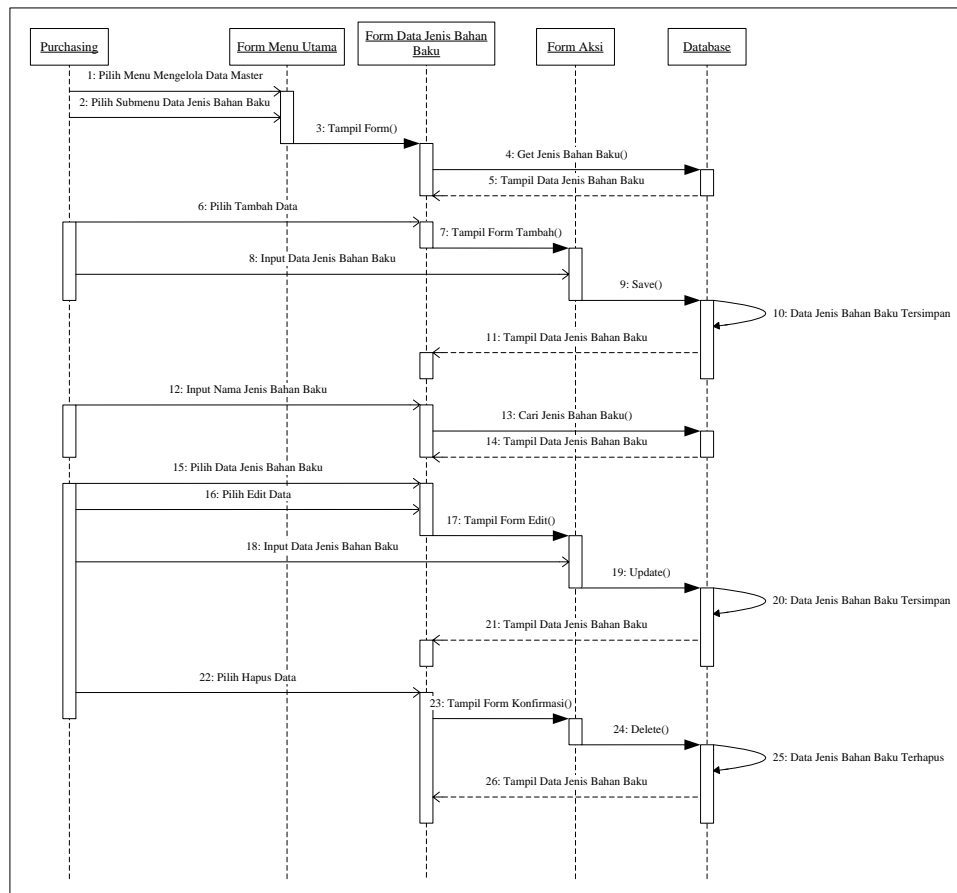 Purchasing
Form Menu Utama
Form Data Jenis Bahan
Baku
Form Aksi
Database
1: Pilih Menu Mengelola Data Master
2: Pilih Submenu Data Jenis Bahan Baku
3: Tampil Form()
4: Get Jenis Bahan Baku()
5: Tampil Data Jenis Bahan Baku
6: Pilih Tambah Data
7: Tampil Form Tambah()
8: Input Data Jenis Bahan Baku
9: Save()
10: Data Jenis Bahan Baku Tersimpan
11: Tampil Data Jenis Bahan Baku
12: Input Nama Jenis Bahan Baku
13: Cari Jenis Bahan Baku()
14: Tampil Data Jenis Bahan Baku
15: Pilih Data Jenis Bahan Baku
16: Pilih Edit Data
17: Tampil Form Edit()
18: Input Data Jenis Bahan Baku
19: Update()
20: Data Jenis Bahan Baku Tersimpan
21: Tampil Data Jenis Bahan Baku
22: Pilih Hapus Data
23: Tampil Form Konfirmasi()
24: Delete()
25: Data Jenis Bahan Baku Terhapus
26: Tampil Data Jenis Bahan Baku